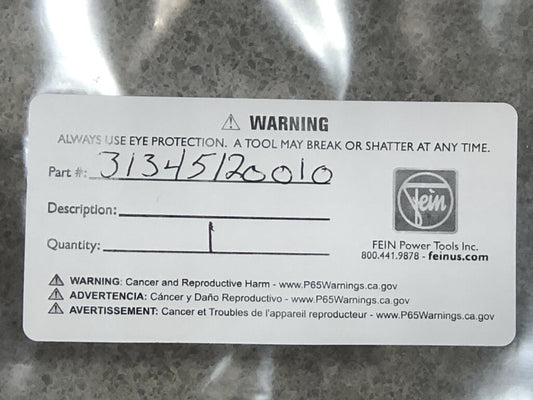 ⚠ WARNING
ALWAYS USE EYE PROTECTION. A TOOL MAY BREAK OR SHATTER AT ANY TIME.
Part #: 31345120010
Description:
Quantity: 1
Fein
FEIN Power Tools Inc.
800.441.9878 - feinus.com
⚠ WARNING: Cancer and Reproductive Harm - www.P65Warnings.ca.gov
⚠ ADVERTENCIA: Cáncer y Daño Reproductivo - www.P65Warnings.ca.gov
⚠ AVERTISSEMENT: Cancer et Troubles de l'appareil reproducteur - www.P65Warnings.ca.gov